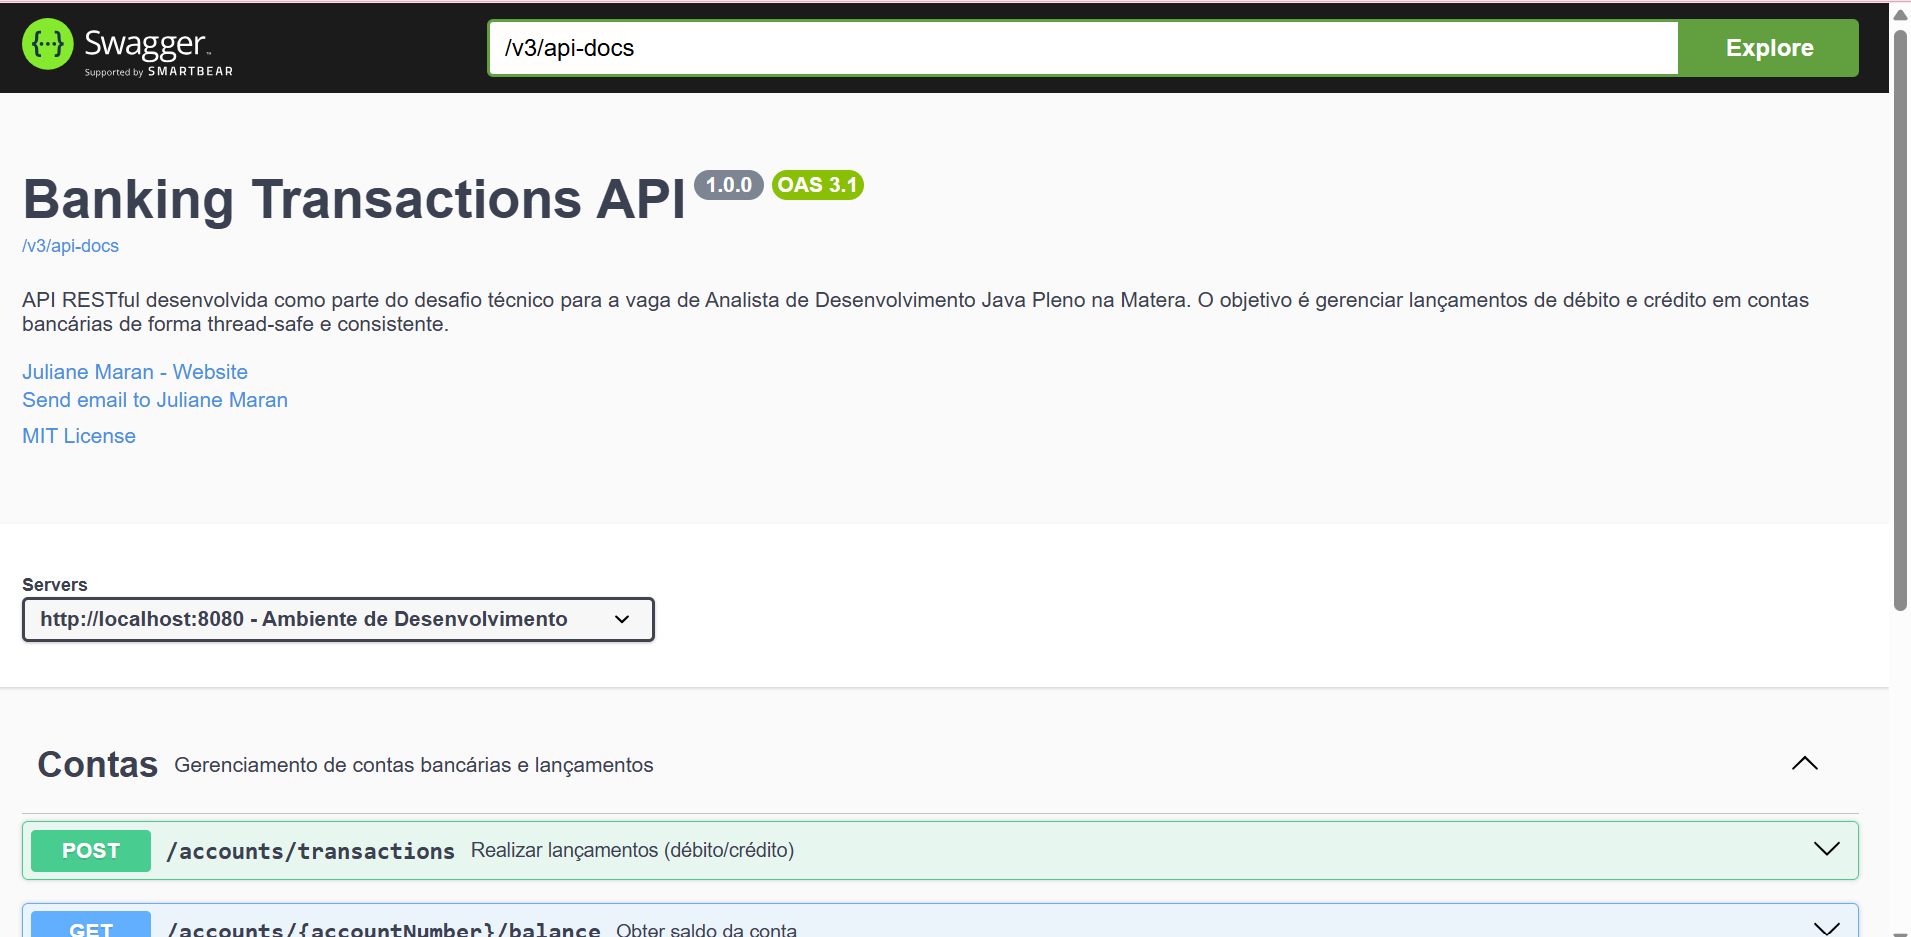 Swagger™
Supported by SMARTBEAR
/v3/api-docs
Explore
Banking Transactions API 1.0.0 OAS 3.1
/v3/api-docs
API RESTful desenvolvida como parte do desafio técnico para a vaga de Analista de Desenvolvimento Java Pleno na Matera. O objetivo é gerenciar lançamentos de débito e crédito em contas
bancárias de forma thread-safe e consistente.
Juliane Maran - Website
Send email to Juliane Maran
MIT License
Servers
http://localhost:8080 - Ambiente de Desenvolvimento
Contas Gerenciamento de contas bancárias e lançamentos
POST /accounts/transactions Realizar lançamentos (débito/crédito)
GET /accounts/{accountNumber}/balance Obter saldo da conta